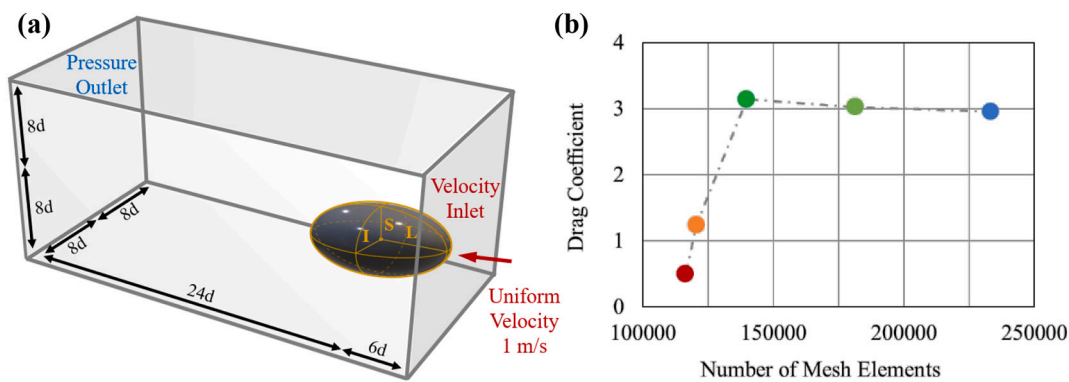 (a)
Pressure
Outlet
8d
8d
8d
8d
24d
6d
S
I
L
Velocity
Inlet
Uniform
Velocity
1 m/s
(b)
Drag Coefficient
4
3
2
1
0
100000 150000 200000 250000
Number of Mesh Elements